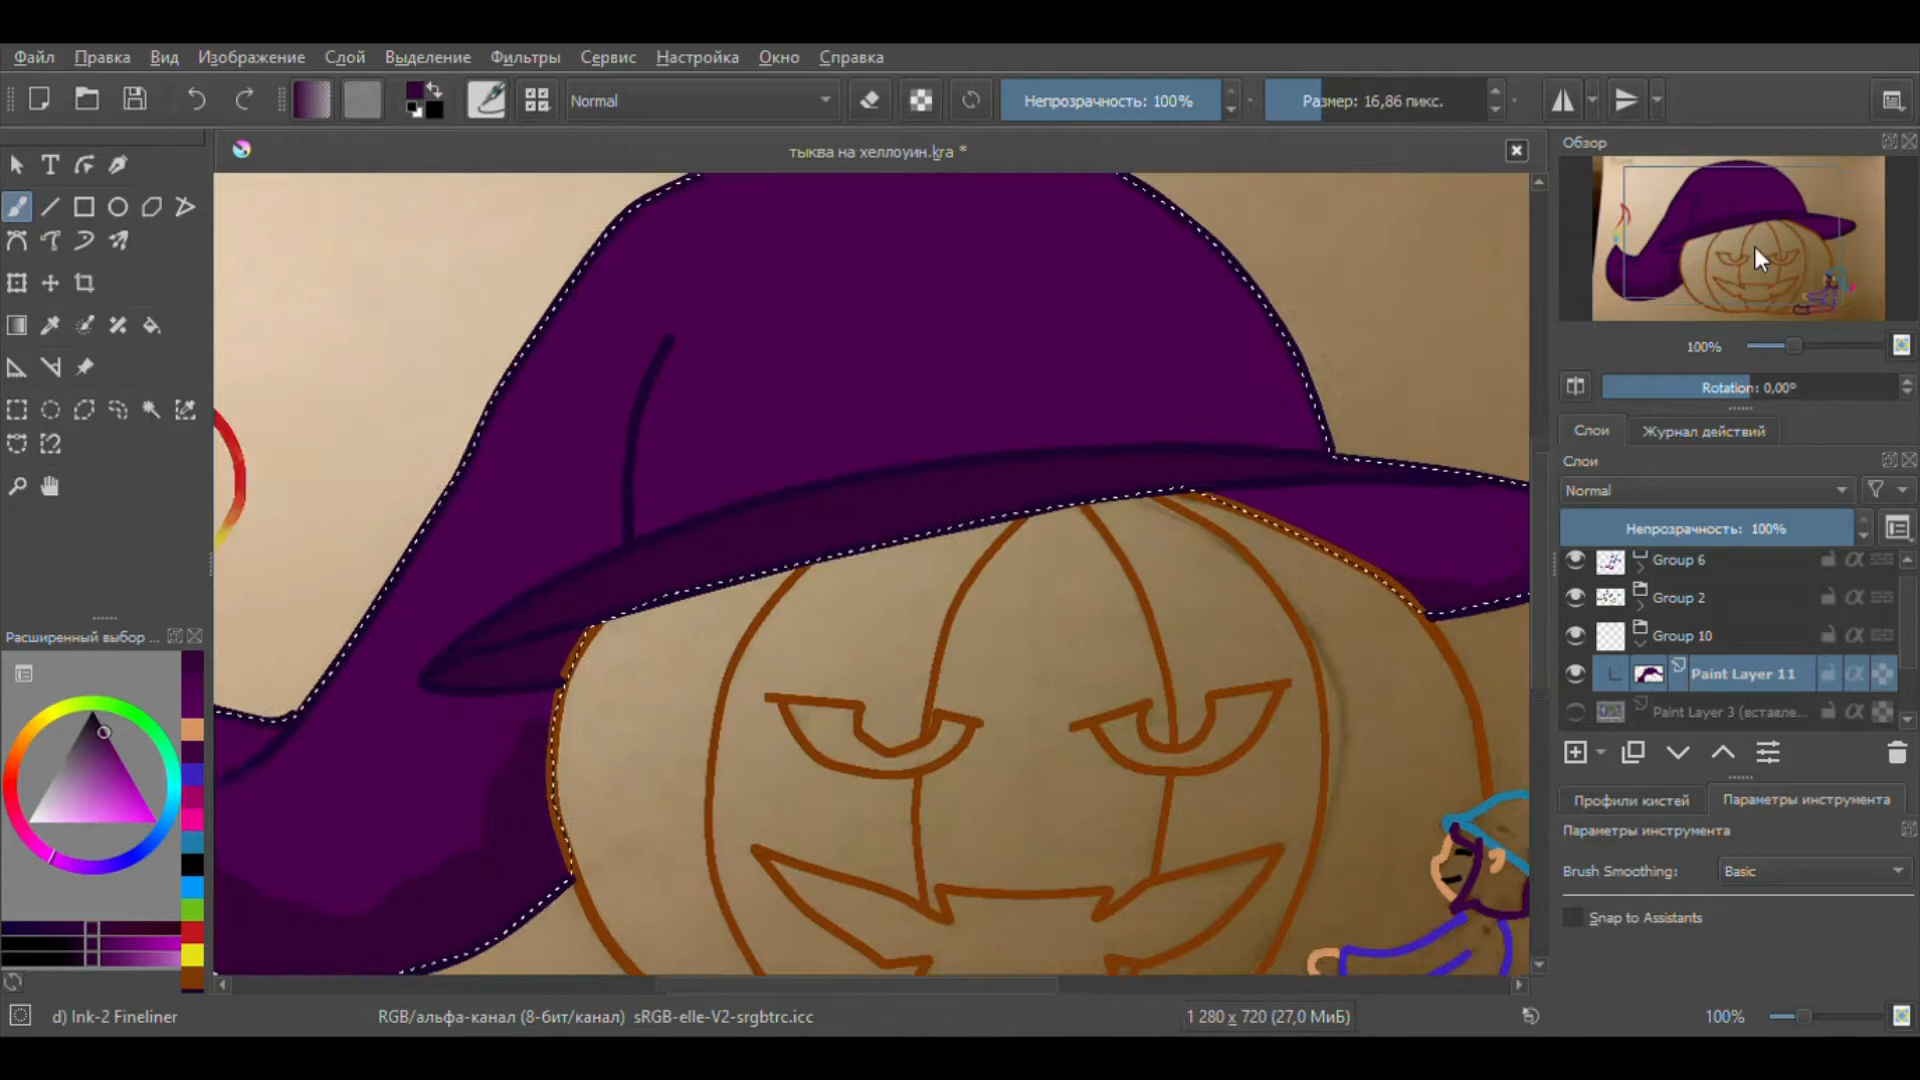 Файл Правка Вид Изображение Слой Выделение Фильтры Сервис Настройка Окно Справка
Normal Непрозрачность: 100% Размер: 16,86 пикс.
тыква на хеллоуин.kra *
Обзор
100%
Rotation: 0,00°
Слои Журнал действий
Слои
Normal
Непрозрачность: 100%
Group 6
Group 2
Group 10
Paint Layer 11
Paint Layer 3 (вставле...
Профили кистей Параметры инструмента
Параметры инструмента
Brush Smoothing: Basic
Snap to Assistants
Расширенный выбор ...
d) Ink-2 Fineliner RGB/альфа-канал (8-бит/канал) sRGB-elle-V2-srgbtrc.icc 1 280 x 720 (27,0 МиБ) 100%